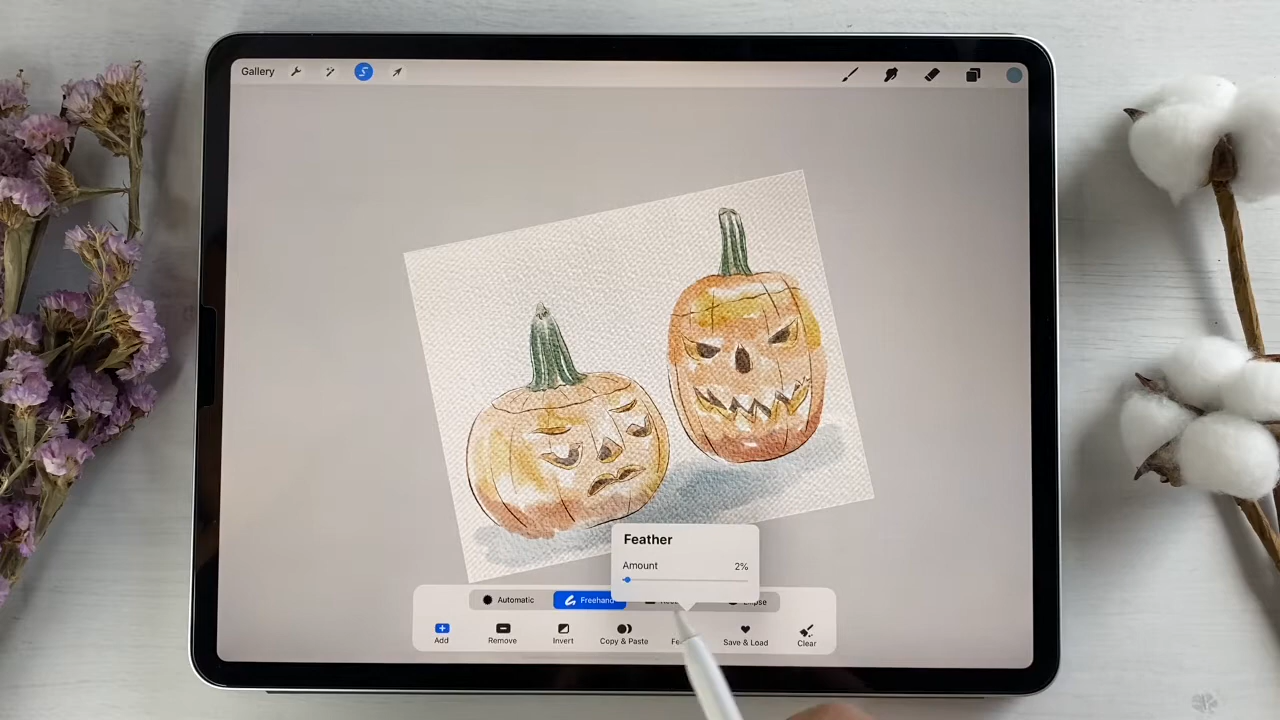 Gallery
Feather
Amount 2%
Automatic Freehand
Add Remove Invert Copy & Paste Save & Load Clear